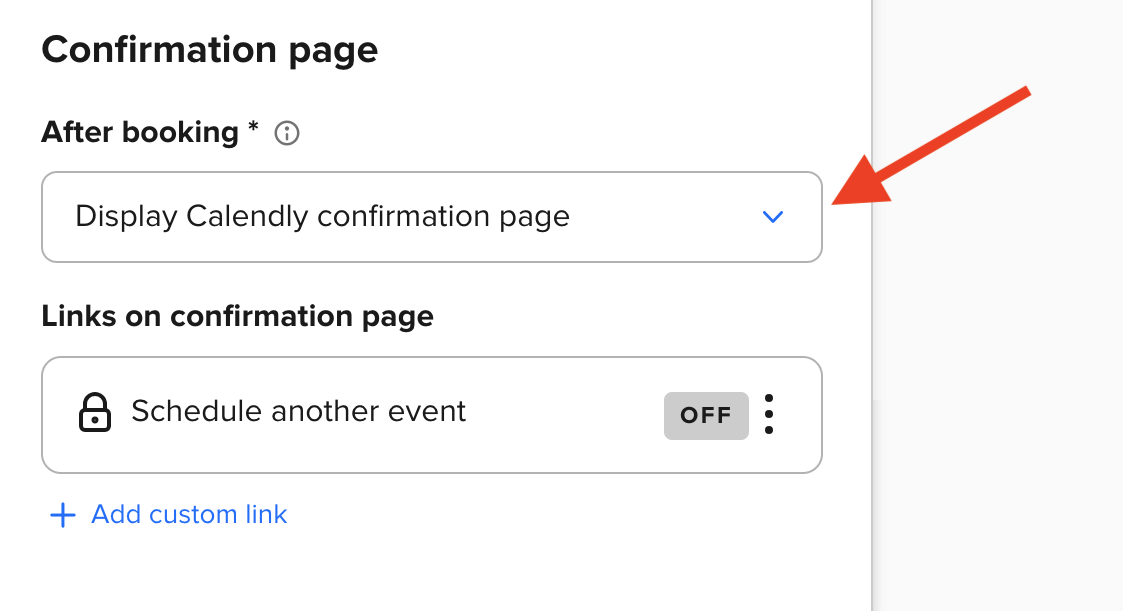 Confirmation page
After booking *
Display Calendly confirmation page
Links on confirmation page
Schedule another event OFF
Add custom link